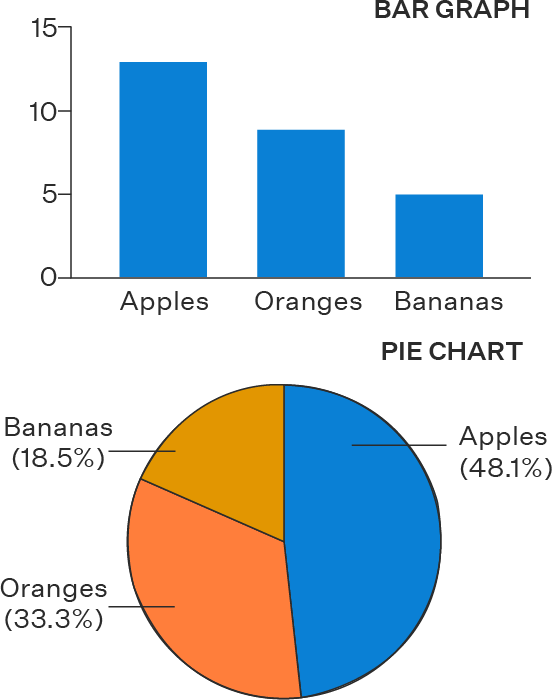 BAR GRAPH
15
10
5
0
Apples
Oranges
Bananas
PIE CHART
Bananas
(18.5%)
Apples
(48.1%)
Oranges
(33.3%)